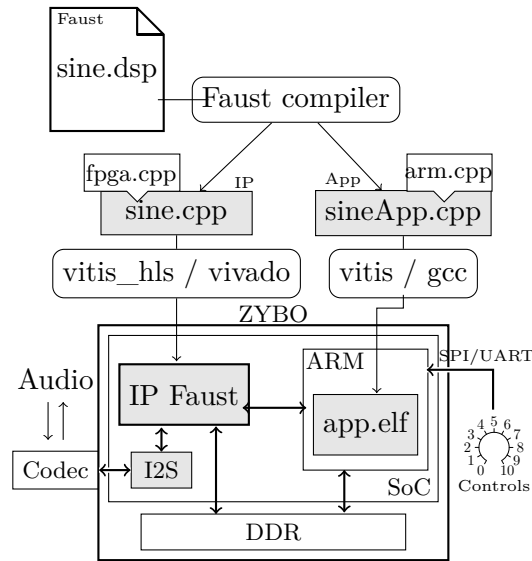 Faust
sine.dsp
Faust compiler
fpga.cpp
IP
App
arm.cpp
sine.cpp
sineApp.cpp
vitis_hls / vivado
vitis / gcc
ZYBO
ARM
SPI/UART
Audio
IP Faust
app.elf
Codec
I2S
SoC
0
1
2
3
4
5
6
7
8
9
10
Controls
DDR